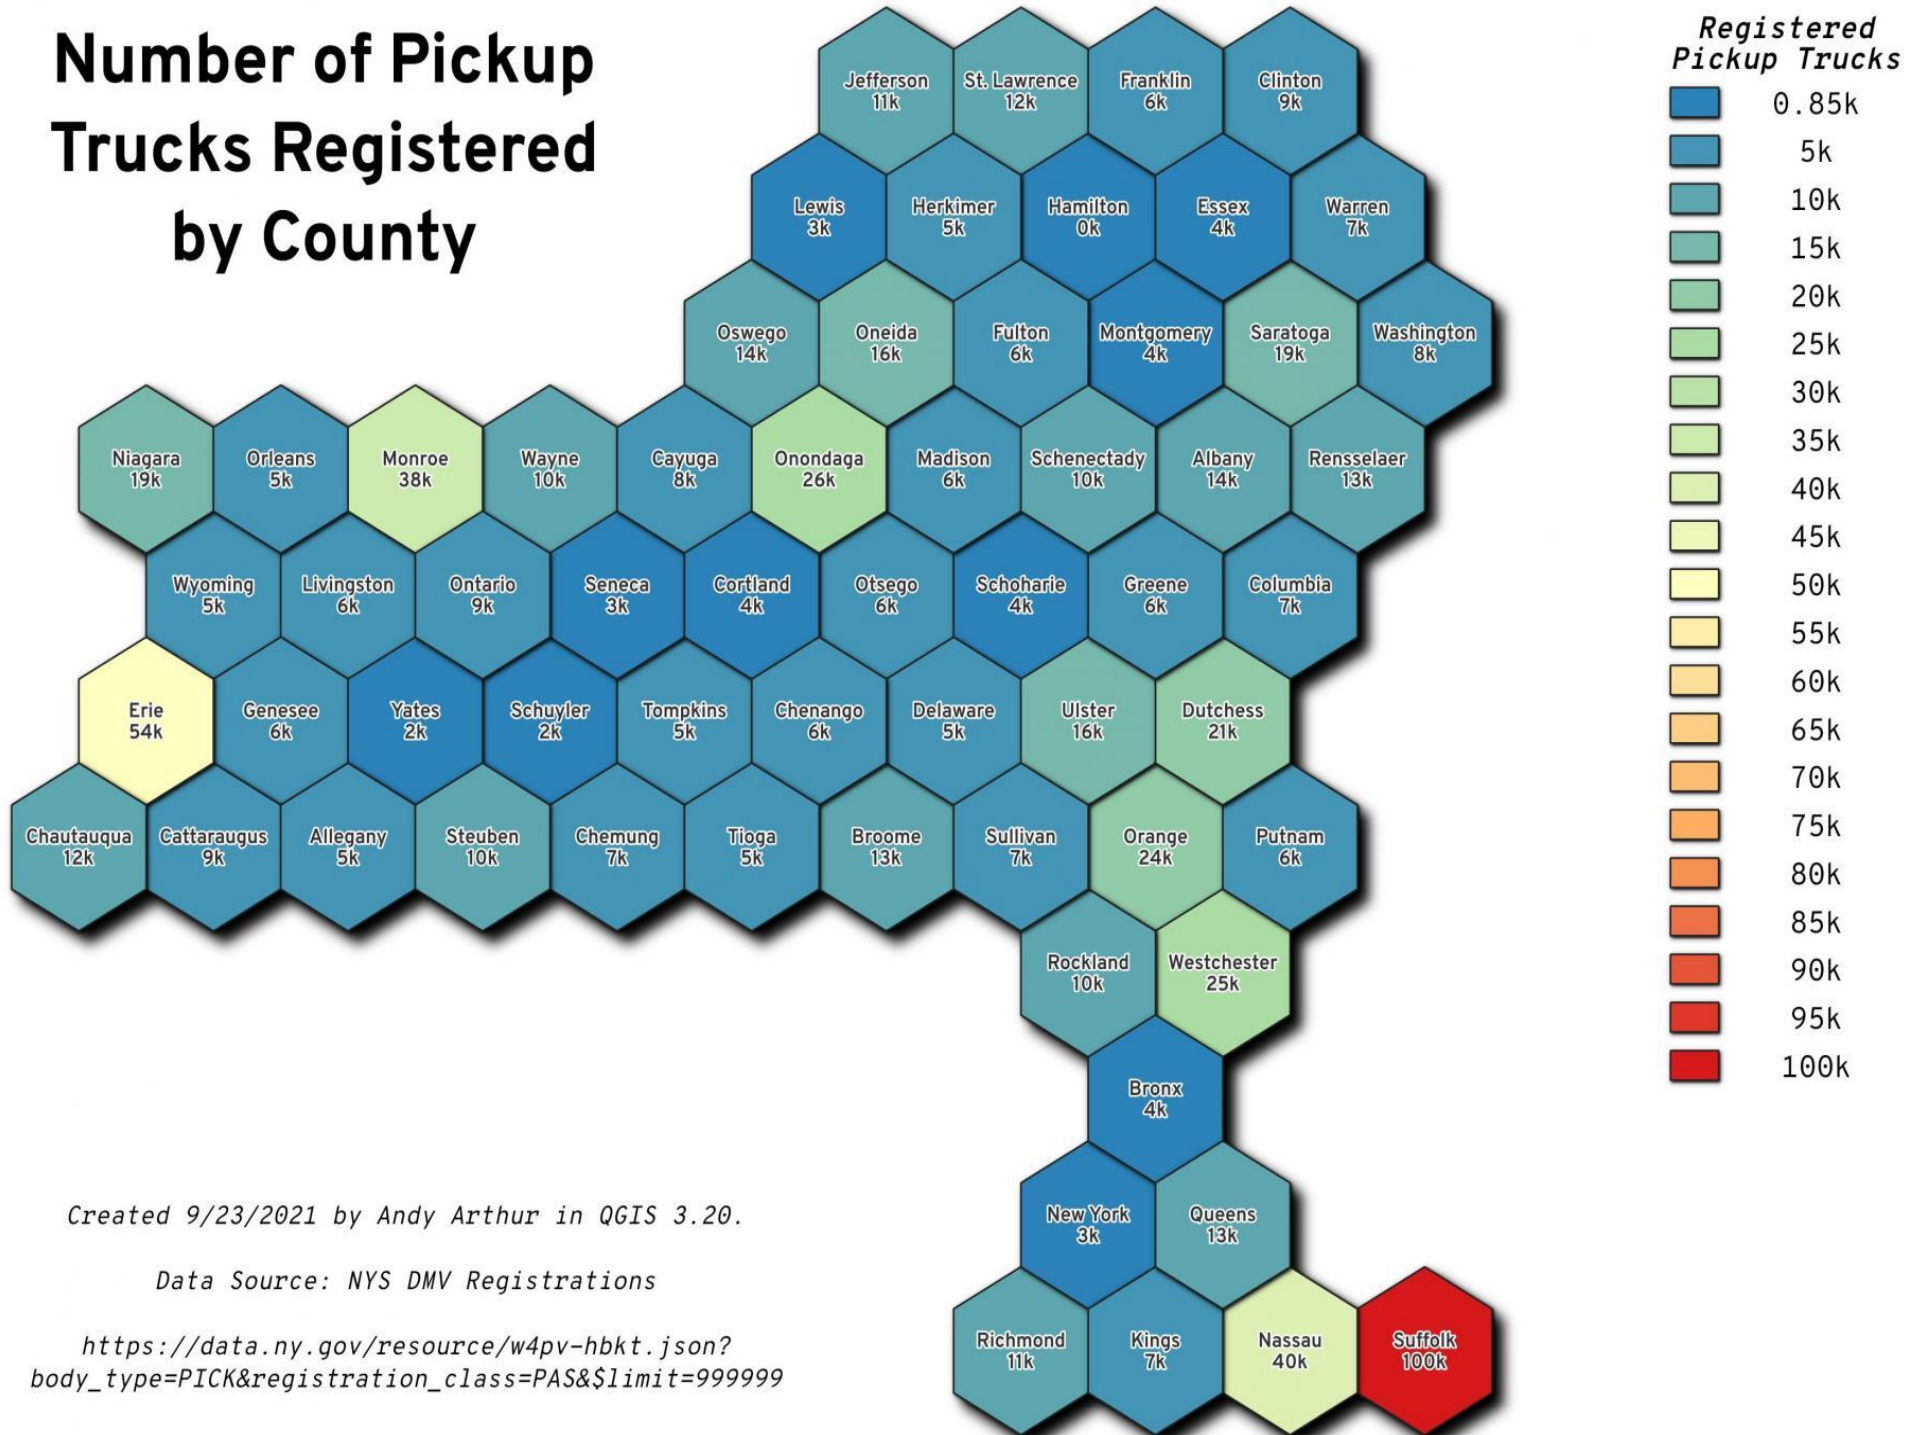 Number of Pickup
Trucks Registered
by County
Registered
Pickup Trucks
0.85k
5k
10k
15k
20k
25k
30k
35k
40k
45k
50k
55k
60k
65k
70k
75k
80k
85k
90k
95k
100k
Jefferson
11k
St. Lawrence
12k
Franklin
6k
Clinton
9k
Lewis
3k
Herkimer
5k
Hamilton
0k
Essex
4k
Warren
7k
Oswego
14k
Oneida
16k
Fulton
6k
Montgomery
4k
Saratoga
19k
Washington
8k
Niagara
19k
Orleans
5k
Monroe
38k
Wayne
10k
Cayuga
8k
Onondaga
26k
Madison
6k
Schenectady
10k
Albany
14k
Rensselaer
13k
Wyoming
5k
Livingston
6k
Ontario
9k
Seneca
3k
Cortland
4k
Otsego
6k
Schoharie
4k
Greene
6k
Columbia
7k
Erie
54k
Genesee
6k
Yates
2k
Schuyler
2k
Tompkins
5k
Chenango
6k
Delaware
5k
Ulster
16k
Dutchess
21k
Chautauqua
12k
Cattaraugus
9k
Allegany
5k
Steuben
10k
Chemung
7k
Tioga
5k
Broome
13k
Sullivan
7k
Orange
24k
Putnam
6k
Rockland
10k
Westchester
25k
Bronx
4k
New York
3k
Queens
13k
Richmond
11k
Kings
7k
Nassau
40k
Suffolk
100k
Created 9/23/2021 by Andy Arthur in QGIS 3.20.
Data Source: NYS DMV Registrations
https://data.ny.gov/resource/w4pv-hbkt.json?
body_type=PICK&registration_class=PAS&$limit=999999